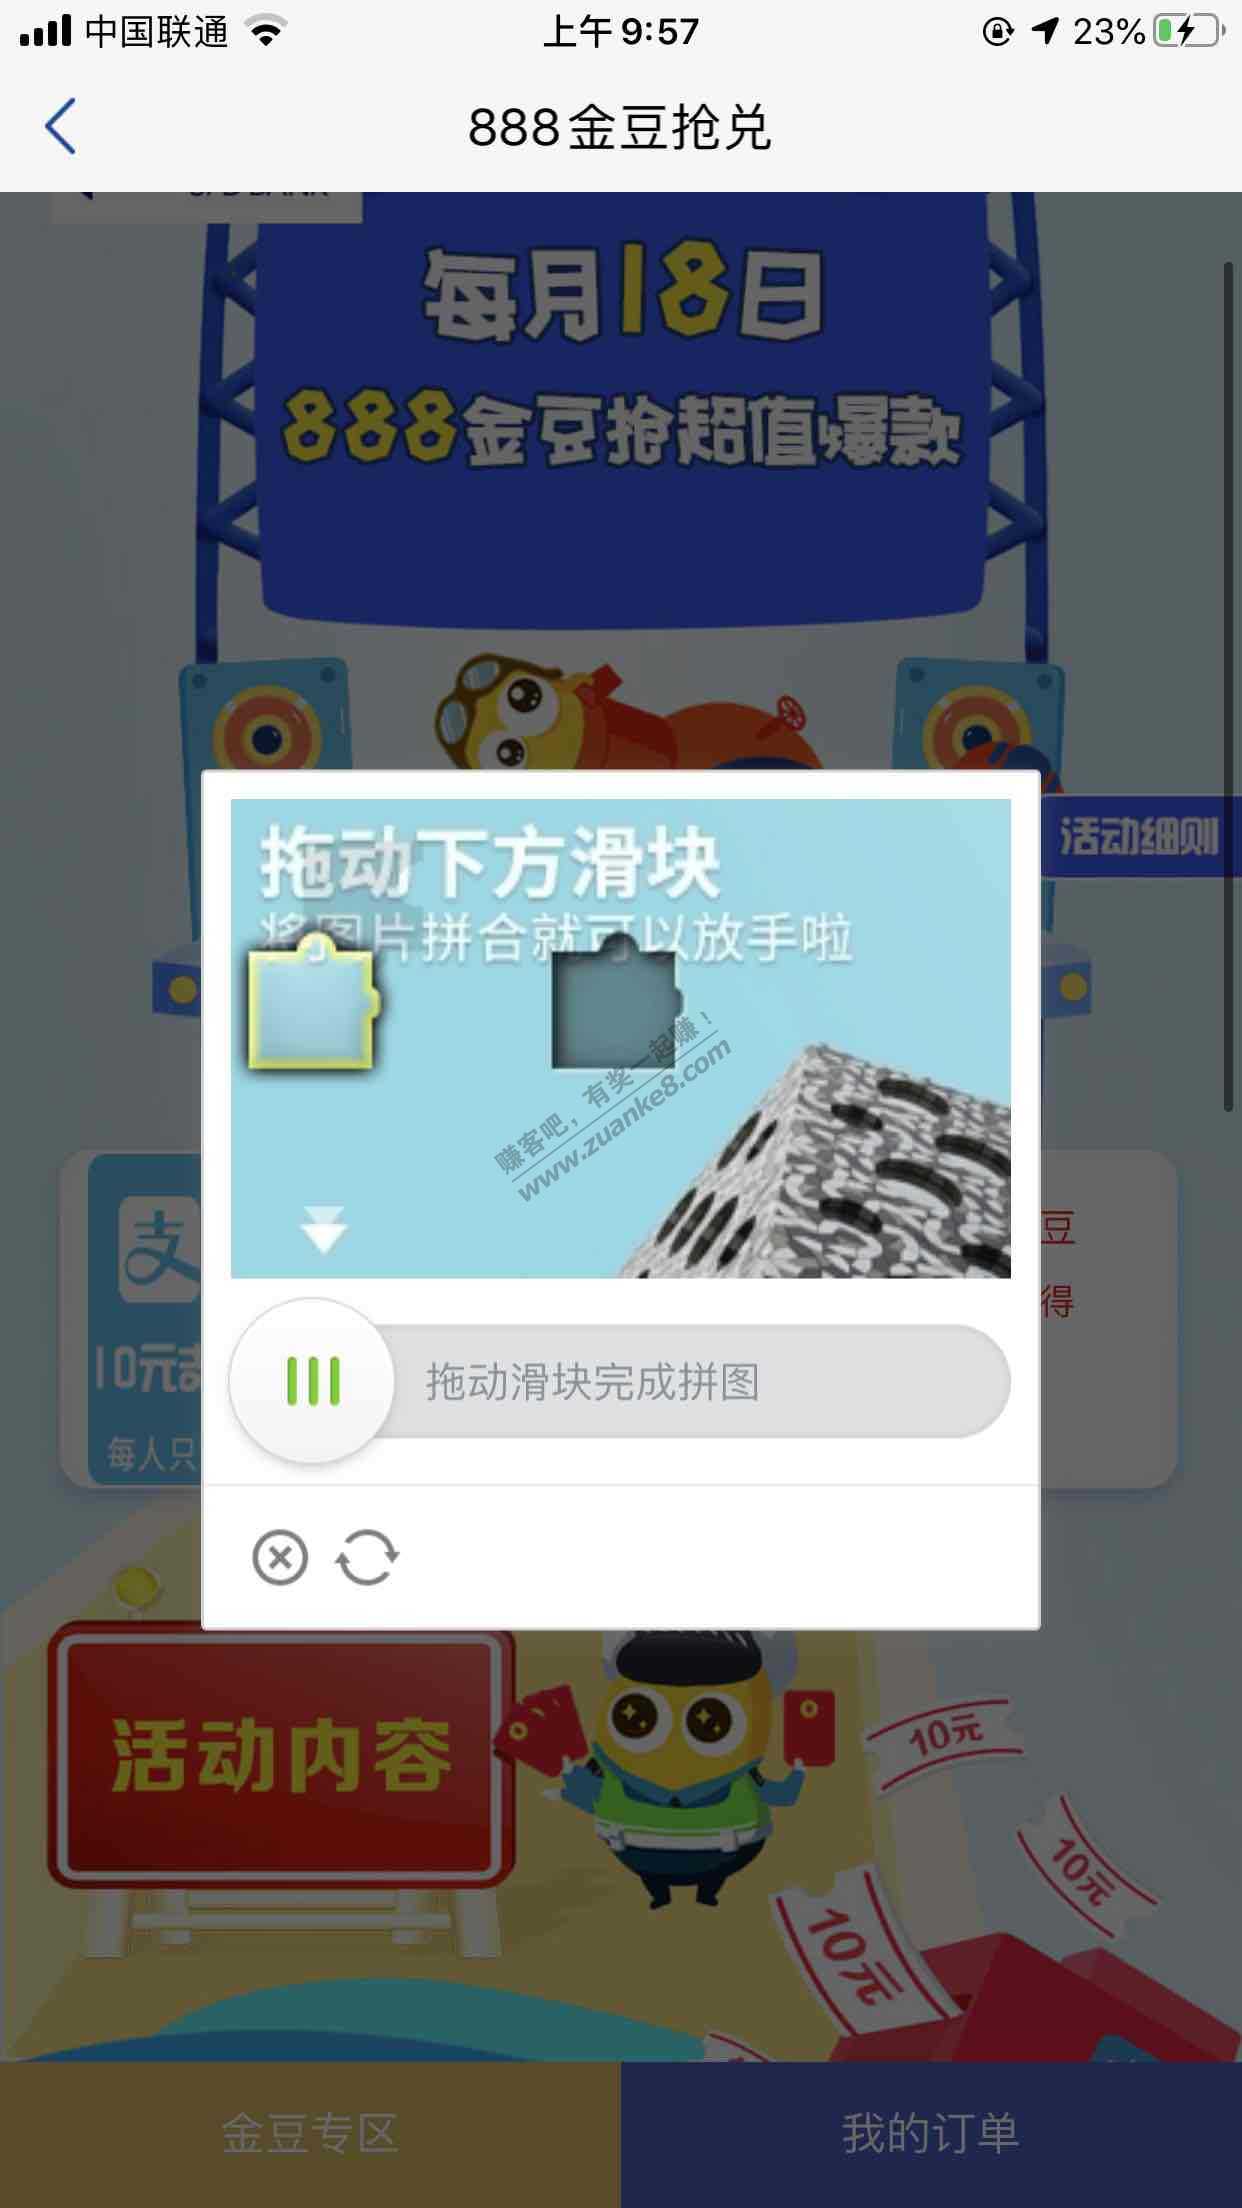 中国联通
上午 9:57
23%
888金豆抢兑
每月18日
888金豆抢超值爆款
拖动下方滑块
将图片拼合就可以放手啦
活动细则
赚客吧，有奖一起赚！
www.zuanke8.com
支
豆
得
10元
每人只
拖动滑块完成拼图
活动内容
10元
10元
10元
金豆专区
我的订单